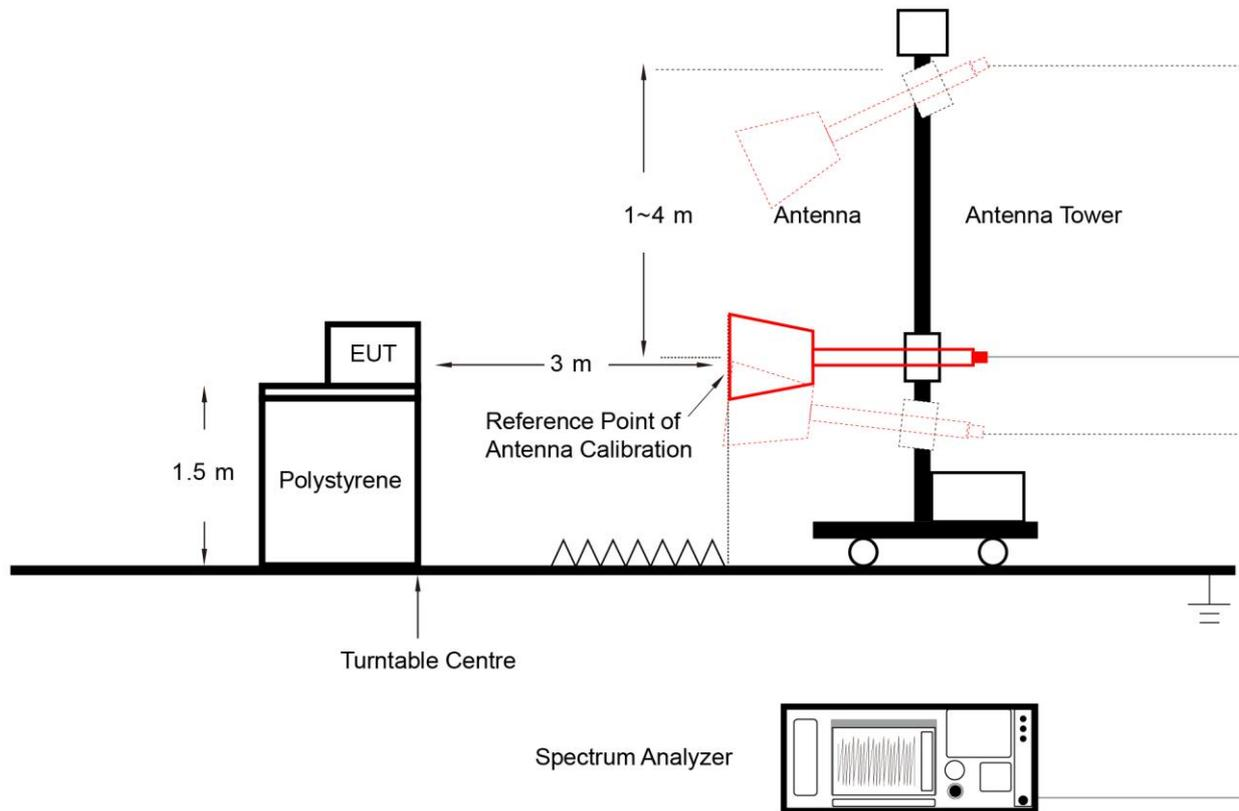 1~4 m
Antenna
Antenna Tower
EUT
3 m
Reference Point of
Antenna Calibration
1.5 m
Polystyrene
Turntable Centre
Spectrum Analyzer